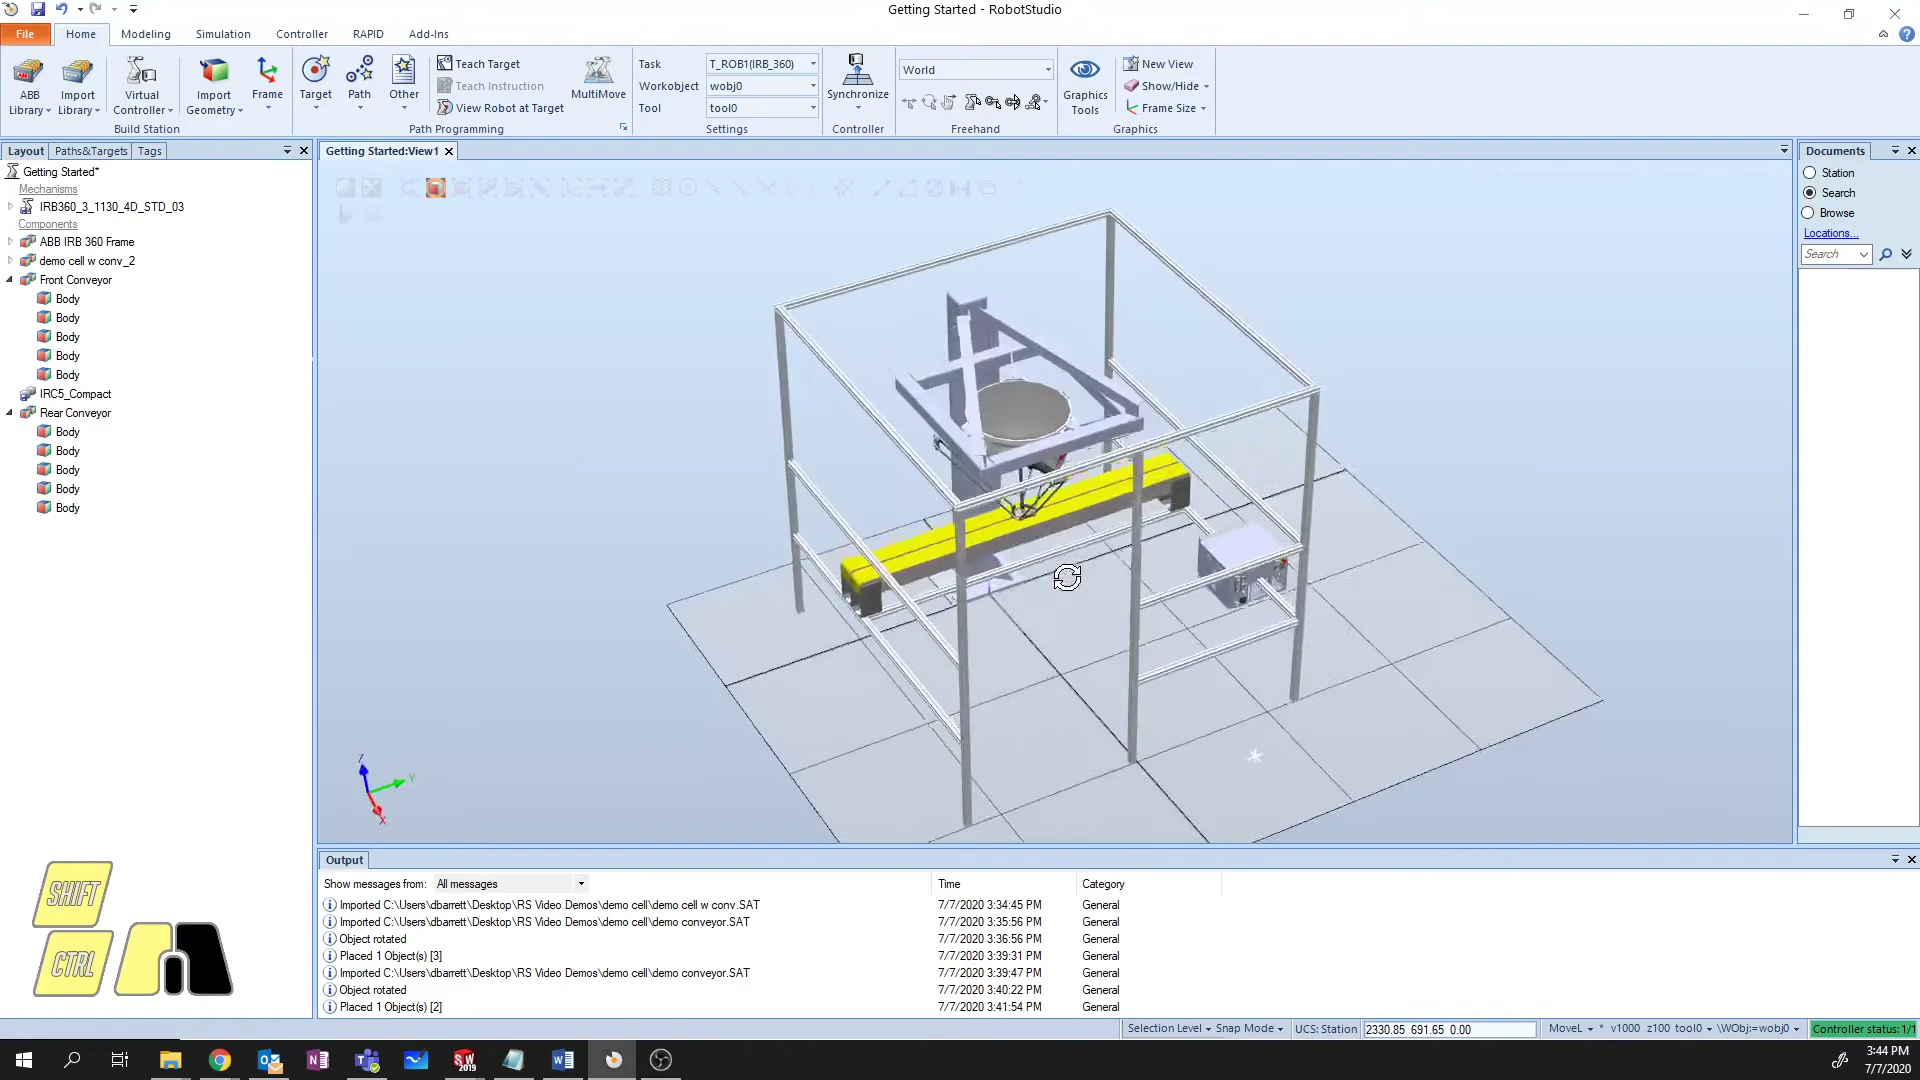 Getting Started - RobotStudio
File
Home
Modeling
Simulation
Controller
RAPID
Add-Ins
ABB
Library
Import
Library
Virtual
Controller
Import
Geometry
Frame
Build Station
Target
Path
Other
Teach Target
Teach Instruction
View Robot at Target
MultiMove
Path Programming
Task
T_ROB1(IRB_360)
Workobject
wobj0
Tool
tool0
Settings
Synchronize
Controller
World
Freehand
Graphics
Tools
New View
Show/Hide
Frame Size
Graphics
Layout
Paths&Targets
Tags
Getting Started*
Mechanisms
IRB360_3_1130_4D_STD_03
Components
ABB IRB 360 Frame
demo cell w conv_2
Front Conveyor
Body
Body
Body
Body
Body
IRC5_Compact
Rear Conveyor
Body
Body
Body
Body
Body
SHIFT
CTRL
Getting Started:View1
Z
Y
X
Documents
Station
Search
Browse
Locations...
Search
Output
Show messages from:
All messages
Time
Category
Imported C:\Users\dbarrett\Desktop\RS Video Demos\demo cell\demo cell w conv.SAT 7/7/2020 3:34:45 PM General
Imported C:\Users\dbarrett\Desktop\RS Video Demos\demo cell\demo conveyor.SAT 7/7/2020 3:35:56 PM General
Object rotated 7/7/2020 3:36:56 PM General
Placed 1 Object(s) [3] 7/7/2020 3:39:31 PM General
Imported C:\Users\dbarrett\Desktop\RS Video Demos\demo cell\demo conveyor.SAT 7/7/2020 3:39:47 PM General
Object rotated 7/7/2020 3:40:22 PM General
Placed 1 Object(s) [2] 7/7/2020 3:41:54 PM General
Selection Level
Snap Mode
UCS: Station
2330.85 691.65 0.00
MoveL * v1000 z100 tool0 \WObj:=wobj0
Controller status: 1/1
SW
2019
3:44 PM
7/7/2020